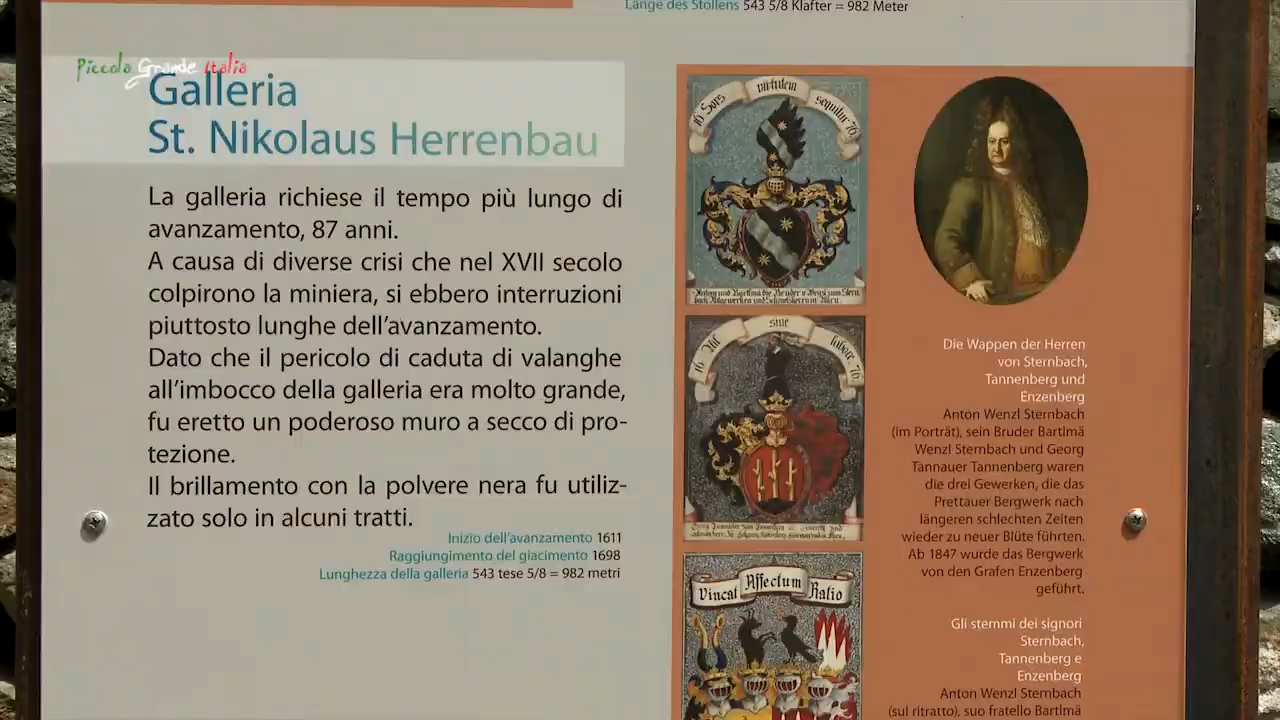 Länge des Stollens 543 5/8 Klafter = 982 Meter
Piccola Grande Italia
Galleria
St. Nikolaus Herrenbau
La galleria richiese il tempo più lungo di
avanzamento, 87 anni.
A causa di diverse crisi che nel XVII secolo
colpirono la miniera, si ebbero interruzioni
piuttosto lunghe dell'avanzamento.
Dato che il pericolo di caduta di valanghe
all'imbocco della galleria era molto grande,
fu eretto un poderoso muro a secco di pro-
tezione.
Il brillamento con la polvere nera fu utiliz-
zato solo in alcuni tratti.
Inizio dell'avanzamento 1611
Raggiungimento del giacimento 1698
Lunghezza della galleria 543 tese 5/8 = 982 metri
16 Sors virtutem sequitur 76
16 Nil sine labore 76
Vincat Affectum Ratio
Die Wappen der Herren
von Sternbach,
Tannenberg und
Enzenberg
Anton Wenzl Sternbach
(im Porträt), sein Bruder Bartlmä
Wenzl Sternbach und Georg
Tannauer Tannenberg waren
die drei Gewerken, die das
Prettauer Bergwerk nach
längeren schlechten Zeiten
wieder zu neuer Blüte führten.
Ab 1847 wurde das Bergwerk
von den Grafen Enzenberg
geführt.
Gli stemmi dei signori
Sternbach,
Tannenberg e
Enzenberg
Anton Wenzl Sternbach
(sul ritratto), suo fratello Bartlmä